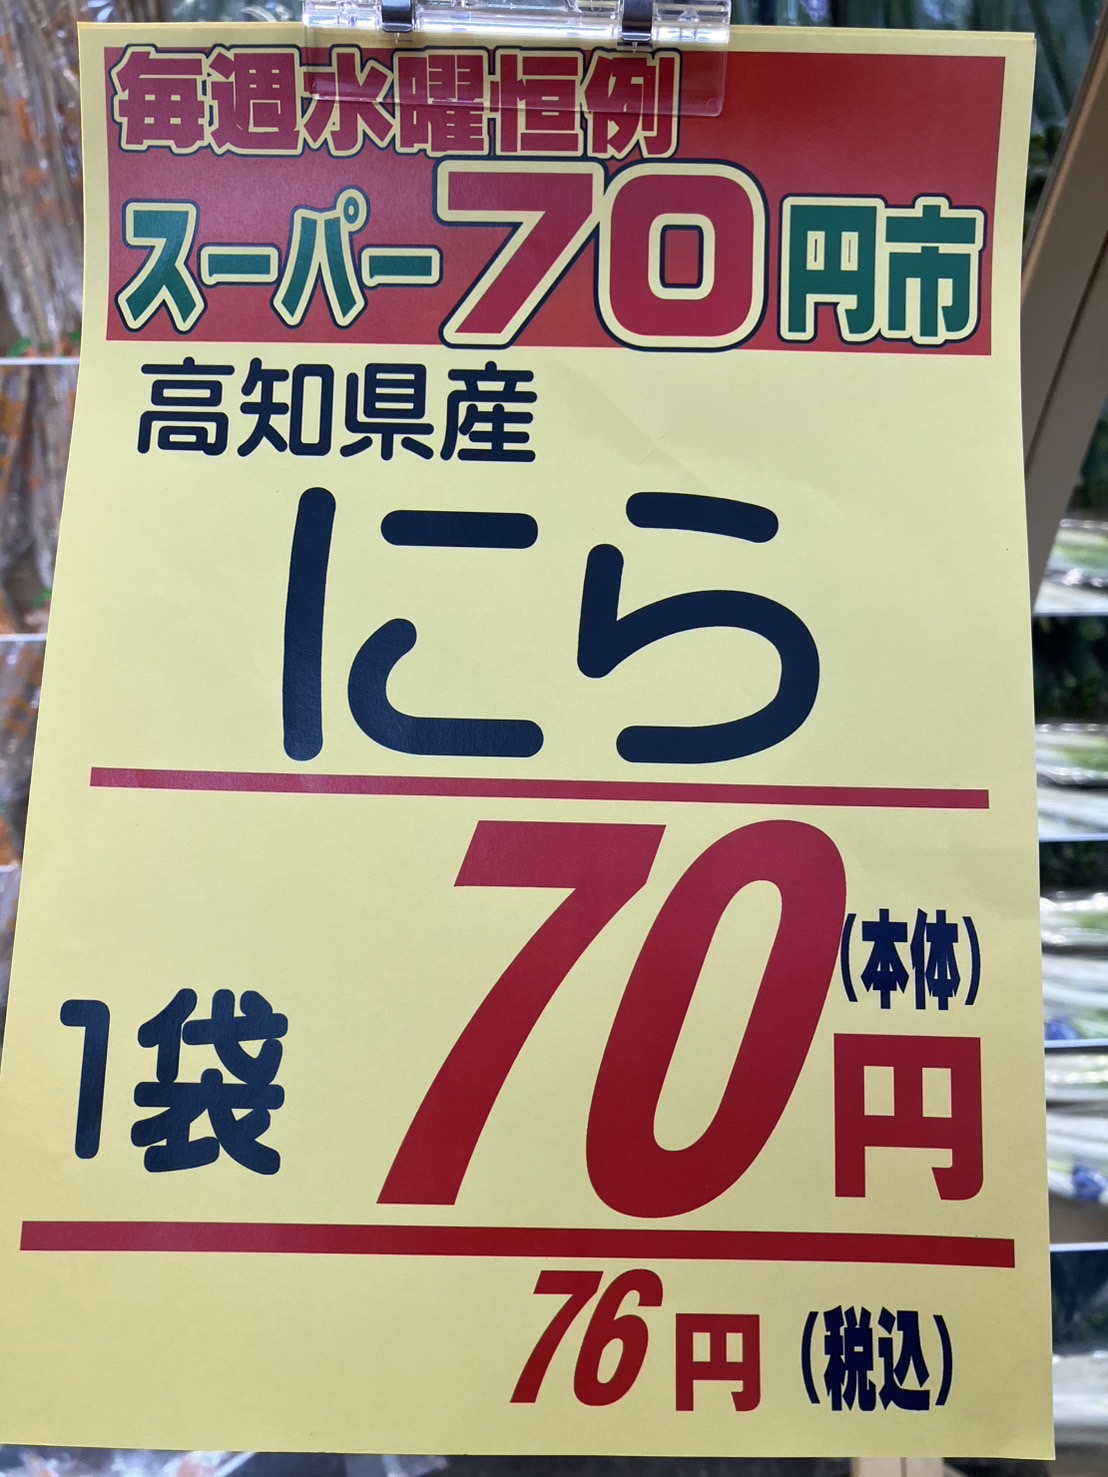 毎週水曜恒例
スーパー70円市
高知県産
にら
1袋 70円(本体)
76円(税込)